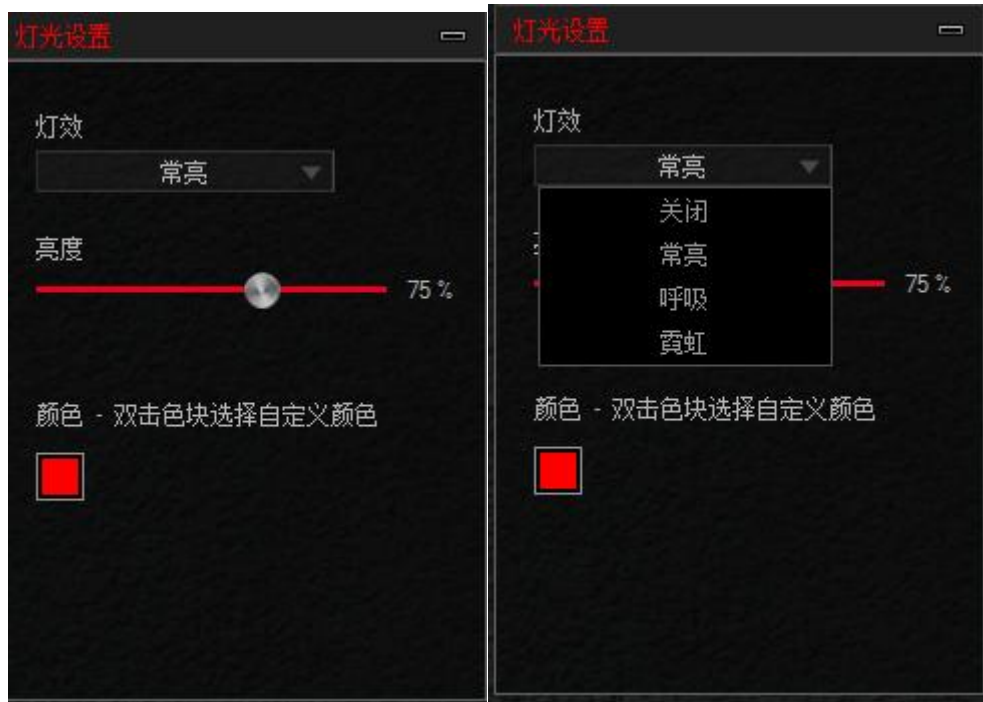 灯光设置
灯效
常亮
亮度
75 %
颜色 - 双击色块选择自定义颜色
灯光设置
灯效
常亮
关闭
常亮
呼吸
霓虹
75 %
颜色 - 双击色块选择自定义颜色